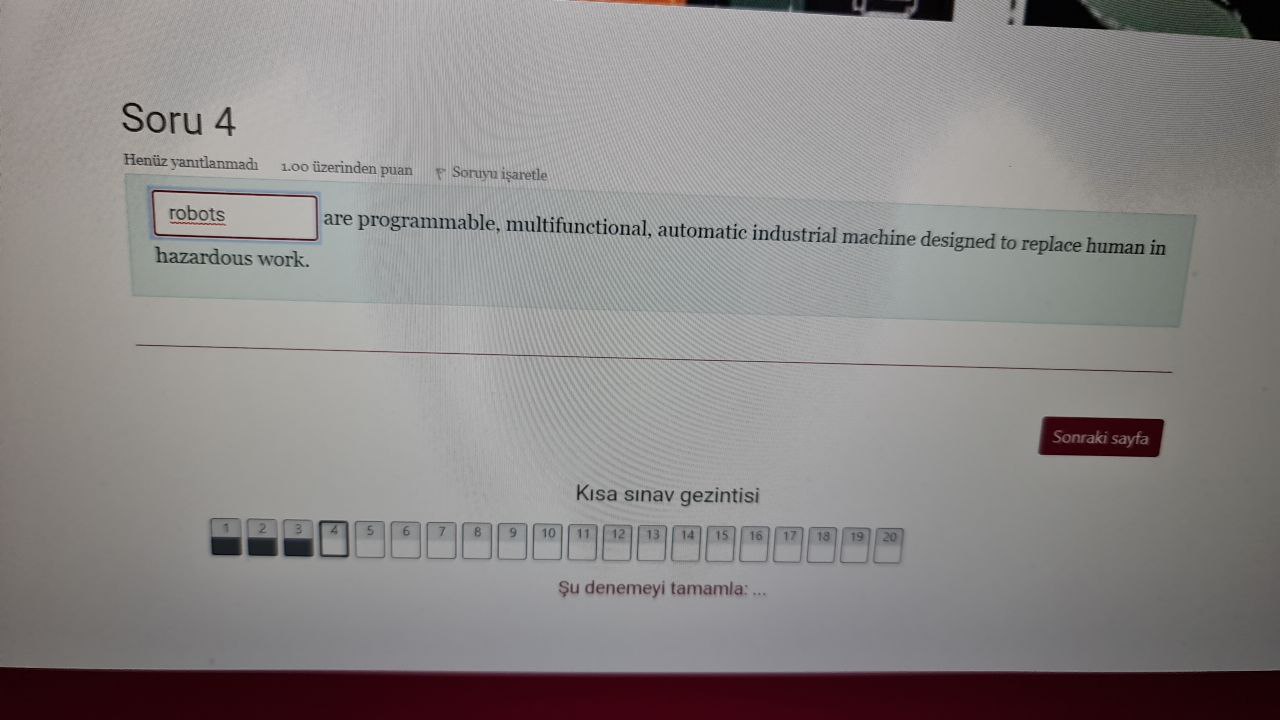 Soru 4
Henüz yanıtlanmadı 1.00 üzerinden puan Soruyu işaretle
robots are programmable, multifunctional, automatic industrial machine designed to replace human in
hazardous work.
Sonraki sayfa
Kısa sınav gezintisi
1 2 3 4 5 6 7 8 9 10 11 12 13 14 15 16 17 18 19 20
Şu denemeyi tamamla: ...